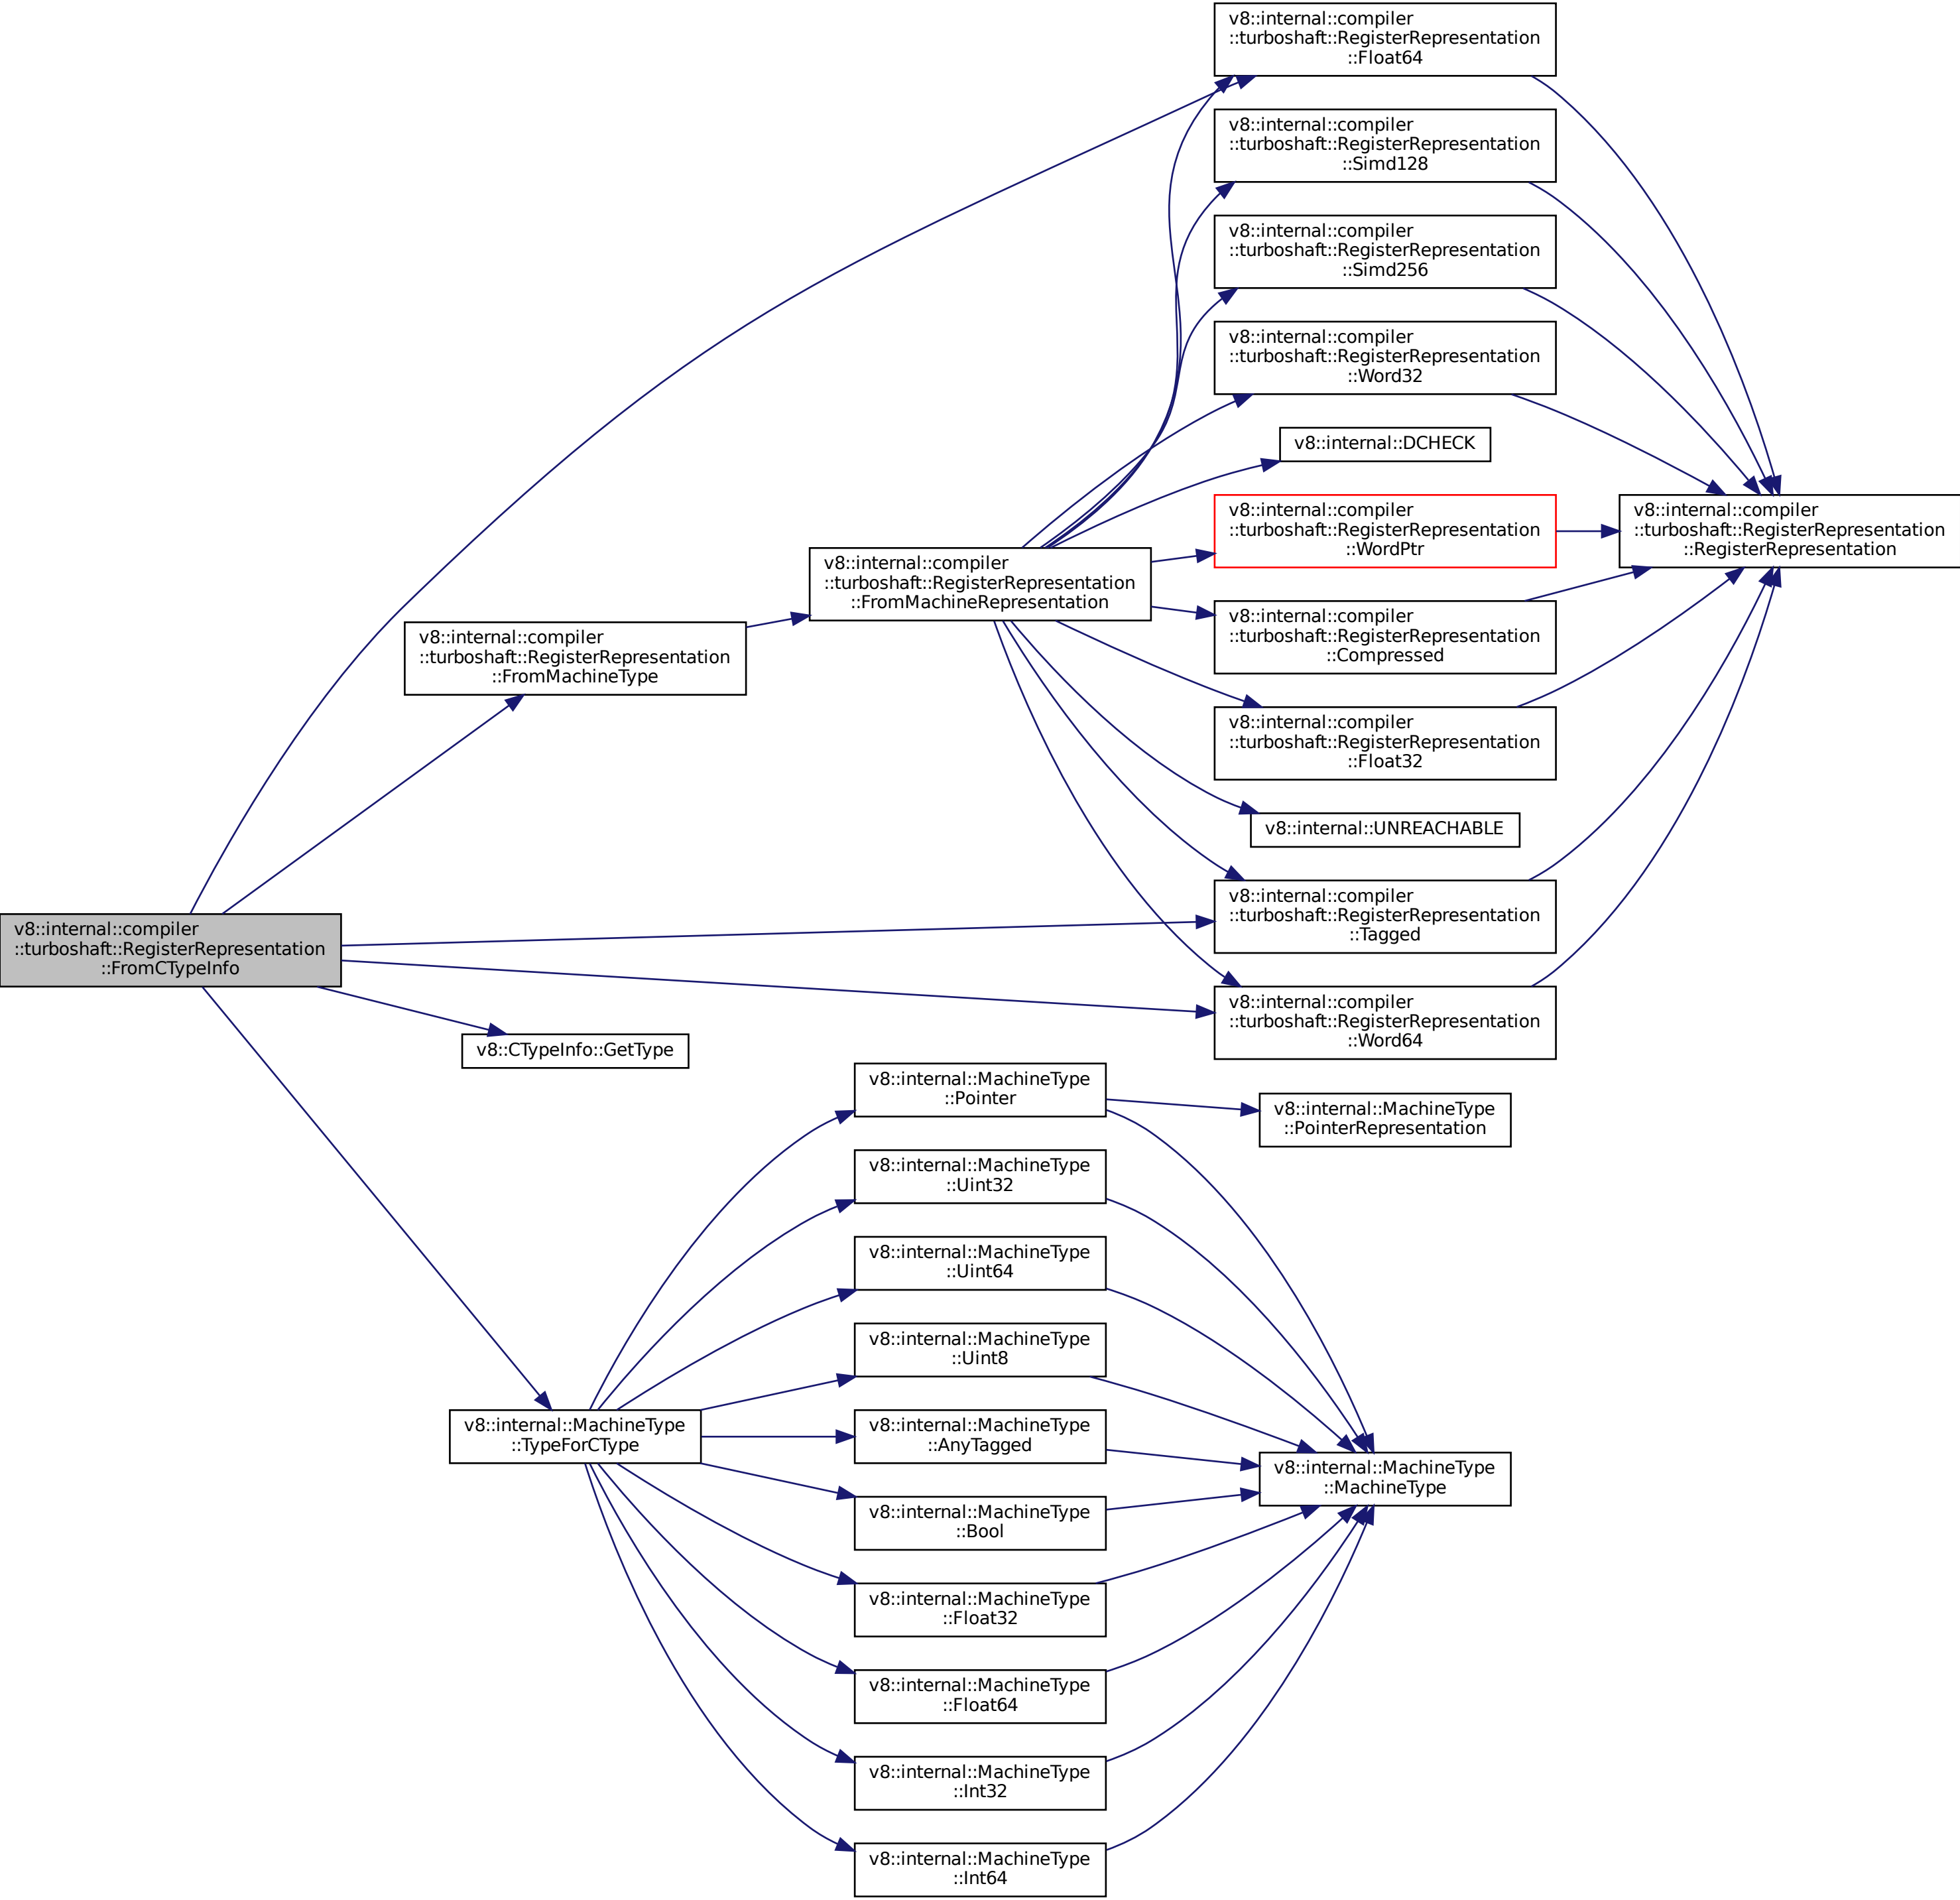 v8::internal::compiler
::turboshaft::RegisterRepresentation
::FromCTypeInfo
v8::internal::compiler
::turboshaft::RegisterRepresentation
::FromMachineType
v8::CTypeInfo::GetType
v8::internal::MachineType
::TypeForCType
v8::internal::compiler
::turboshaft::RegisterRepresentation
::FromMachineRepresentation
v8::internal::MachineType
::Pointer
v8::internal::MachineType
::Uint32
v8::internal::MachineType
::Uint64
v8::internal::MachineType
::Uint8
v8::internal::MachineType
::AnyTagged
v8::internal::MachineType
::Bool
v8::internal::MachineType
::Float32
v8::internal::MachineType
::Float64
v8::internal::MachineType
::Int32
v8::internal::MachineType
::Int64
v8::internal::compiler
::turboshaft::RegisterRepresentation
::Float64
v8::internal::compiler
::turboshaft::RegisterRepresentation
::Simd128
v8::internal::compiler
::turboshaft::RegisterRepresentation
::Simd256
v8::internal::compiler
::turboshaft::RegisterRepresentation
::Word32
v8::internal::DCHECK
v8::internal::compiler
::turboshaft::RegisterRepresentation
::WordPtr
v8::internal::compiler
::turboshaft::RegisterRepresentation
::Compressed
v8::internal::compiler
::turboshaft::RegisterRepresentation
::Float32
v8::internal::UNREACHABLE
v8::internal::compiler
::turboshaft::RegisterRepresentation
::Tagged
v8::internal::compiler
::turboshaft::RegisterRepresentation
::Word64
v8::internal::MachineType
::PointerRepresentation
v8::internal::MachineType
::MachineType
v8::internal::compiler
::turboshaft::RegisterRepresentation
::RegisterRepresentation